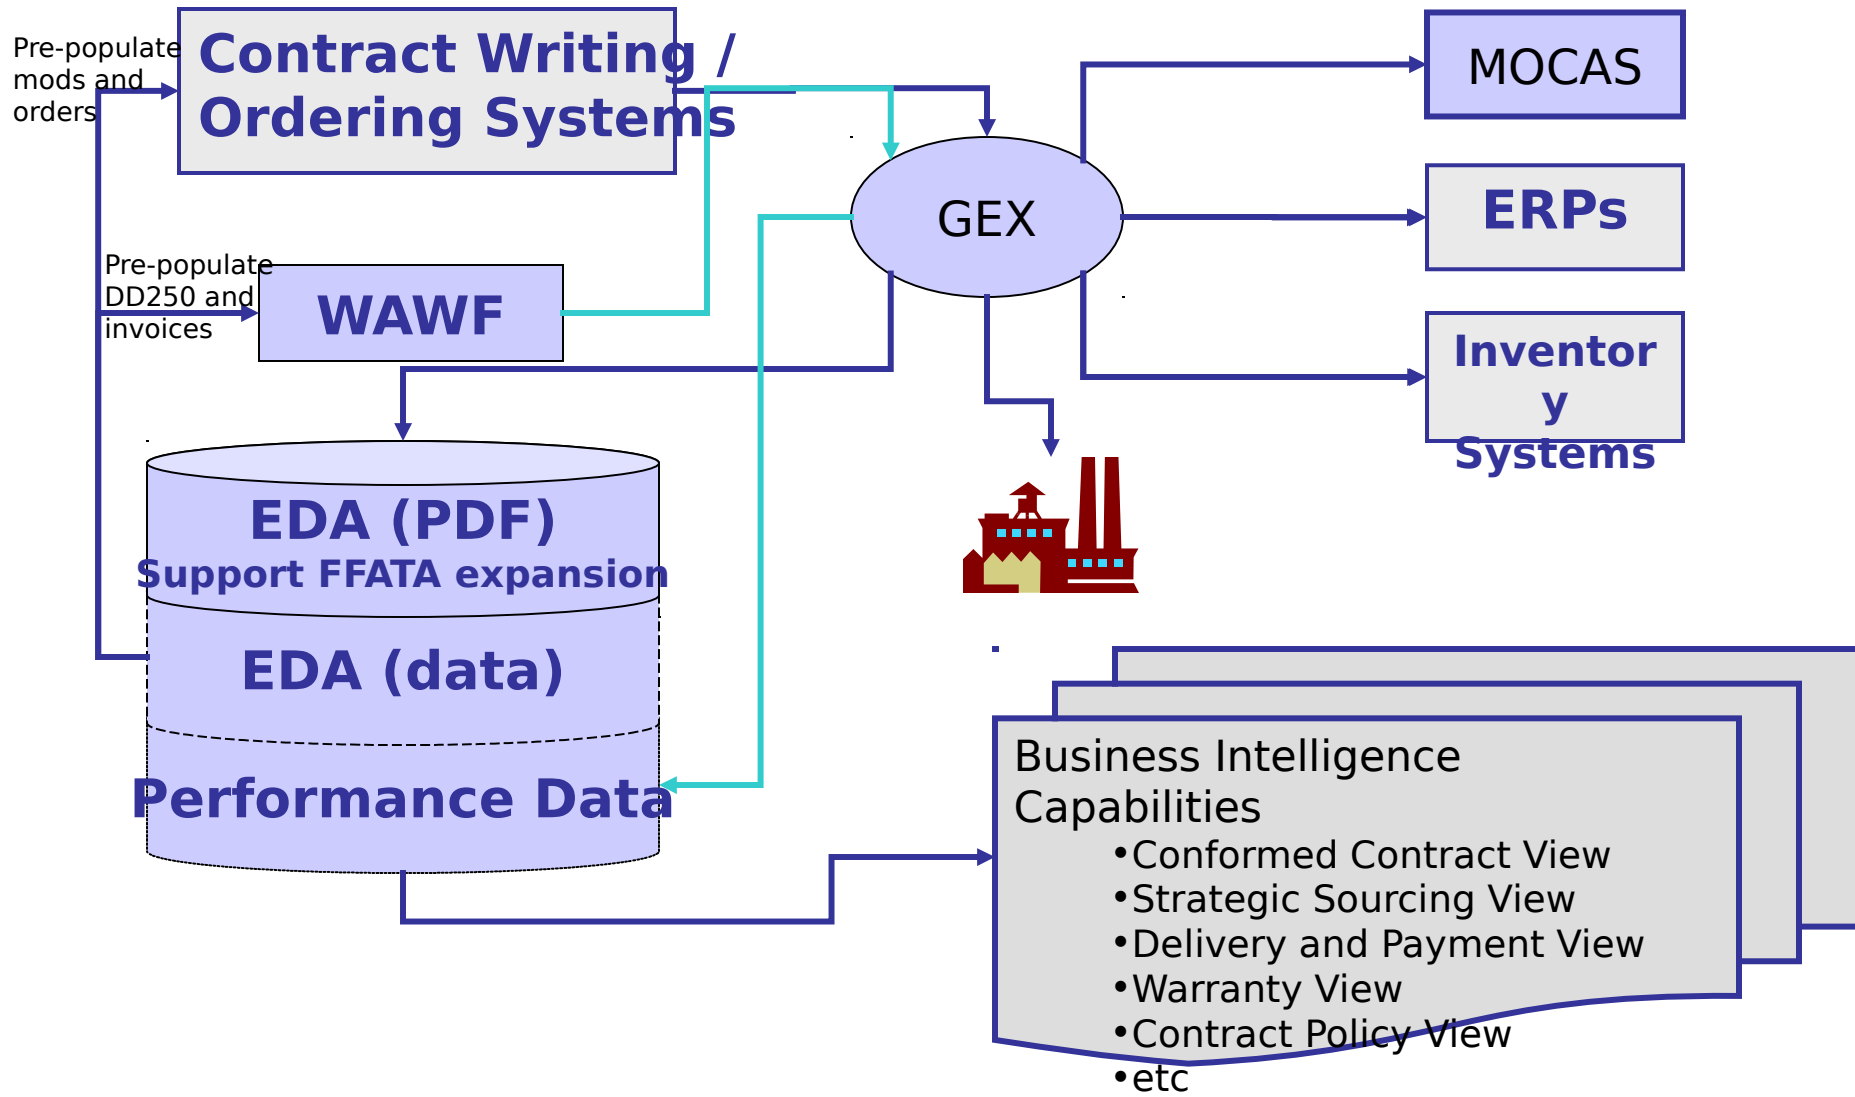 Pre-populate
mods and
orders
Contract Writing /
Ordering Systems
MOCAS
GEX
ERPs
Pre-populate
DD250 and
invoices
WAWF
Inventor
y
Systems
EDA (PDF)
Support FFATA expansion
EDA (data)
Performance Data
Business Intelligence
Capabilities
•Conformed Contract View
•Strategic Sourcing View
•Delivery and Payment View
•Warranty View
•Contract Policy View
•etc